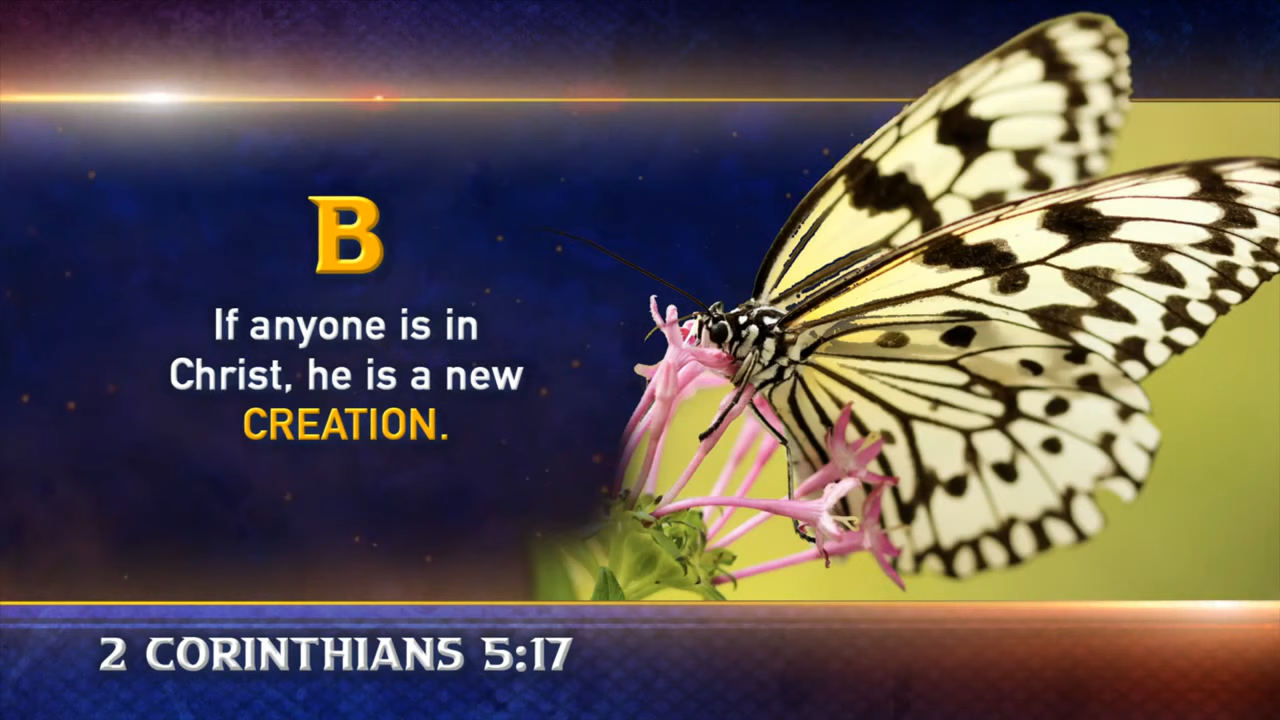 B
If anyone is in
Christ, he is a new
CREATION.
2 CORINTHIANS 5:17